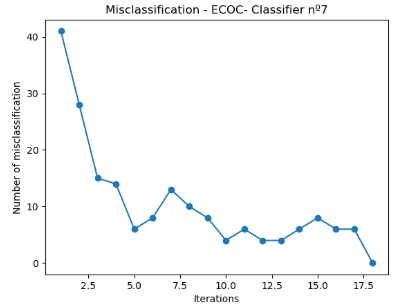 Misclassification - ECOC- Classifier nº7
Number of misclassification
40
30
20
10
0
2.5 5.0 7.5 10.0 12.5 15.0 17.5
Iterations